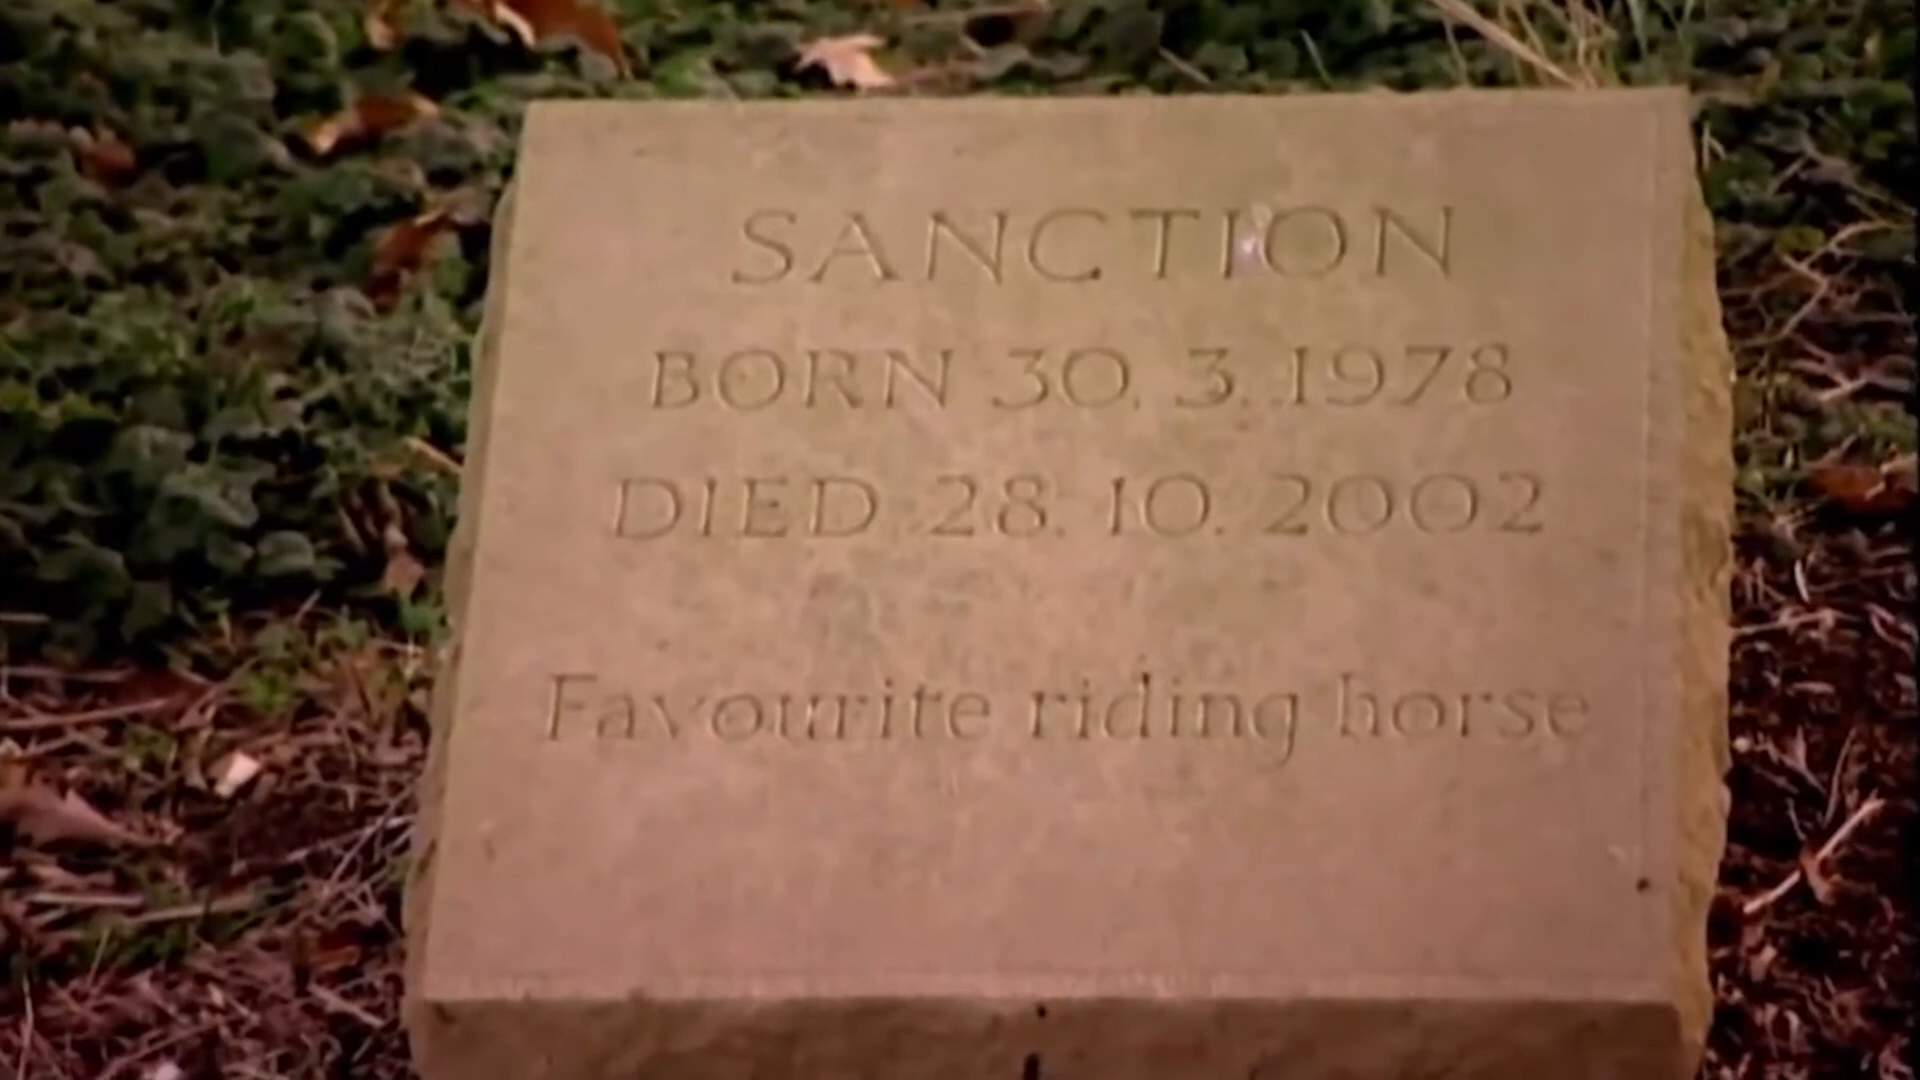 SANCTION
BORN 30. 3. 1978
DIED 28. 10. 2002
Favourite riding horse